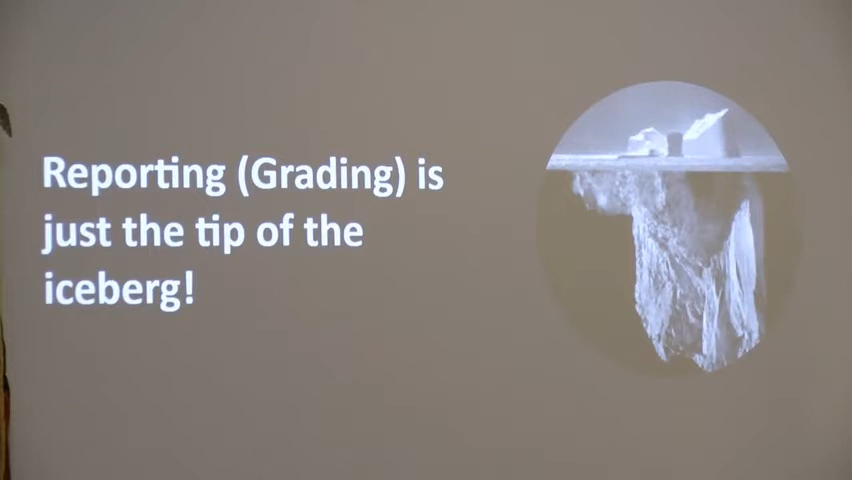 Reporting (Grading) is
just the tip of the
iceberg!